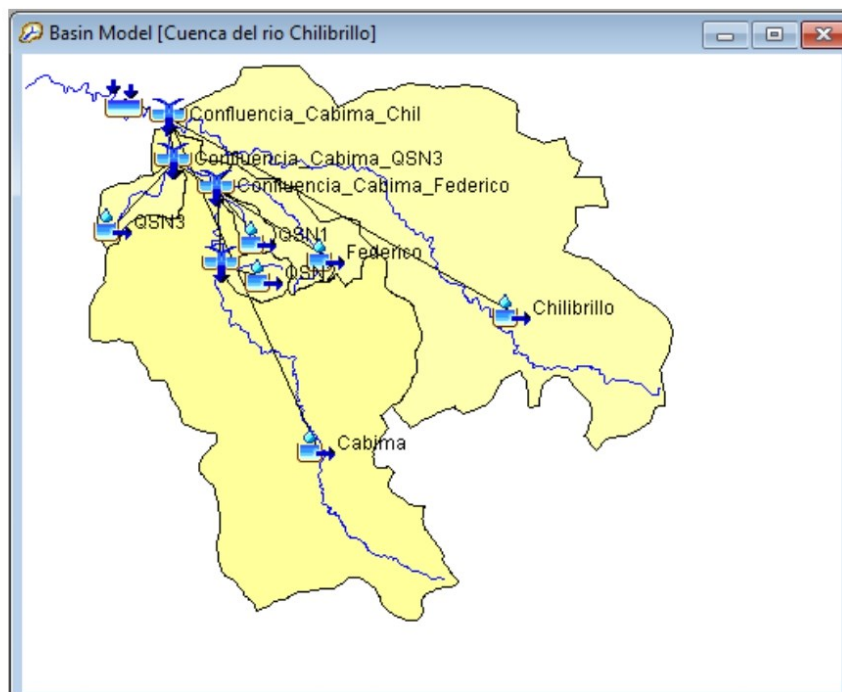 Basin Model [Cuenca del rio Chilibrillo]
Confluencia_Cabima_Chil
Confluencia_Cabima_QSN3
Confluencia_Cabima_Federico
QSN3
QSN1
Federico
QSN2
Chilibrillo
Cabima